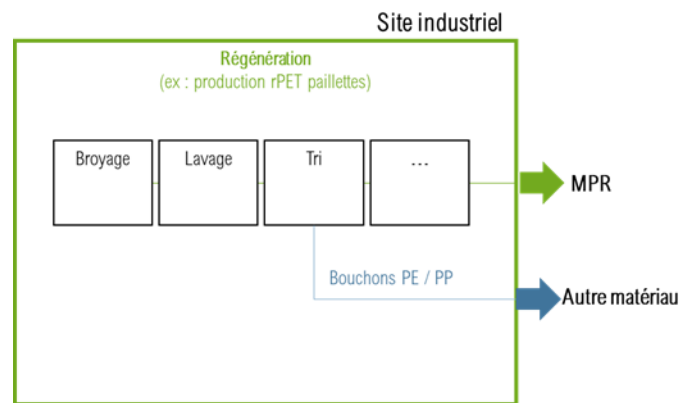 Site industriel
Régénération
(ex : production rPET paillettes)
Broyage
Lavage
Tri
...
MPR
Bouchons PE / PP
Autre matériau